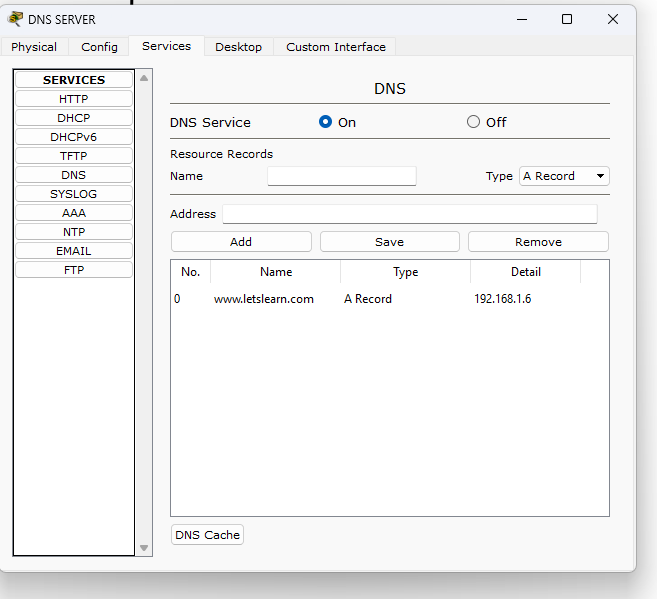 DNS SERVER
Physical Config Services Desktop Custom Interface
SERVICES
HTTP
DHCP
DHCPv6
TFTP
DNS
SYSLOG
AAA
NTP
EMAIL
FTP
DNS
DNS Service On Off
Resource Records
Name Type A Record
Address
Add Save Remove
No. Name Type Detail
0 www.letslearn.com A Record 192.168.1.6
DNS Cache